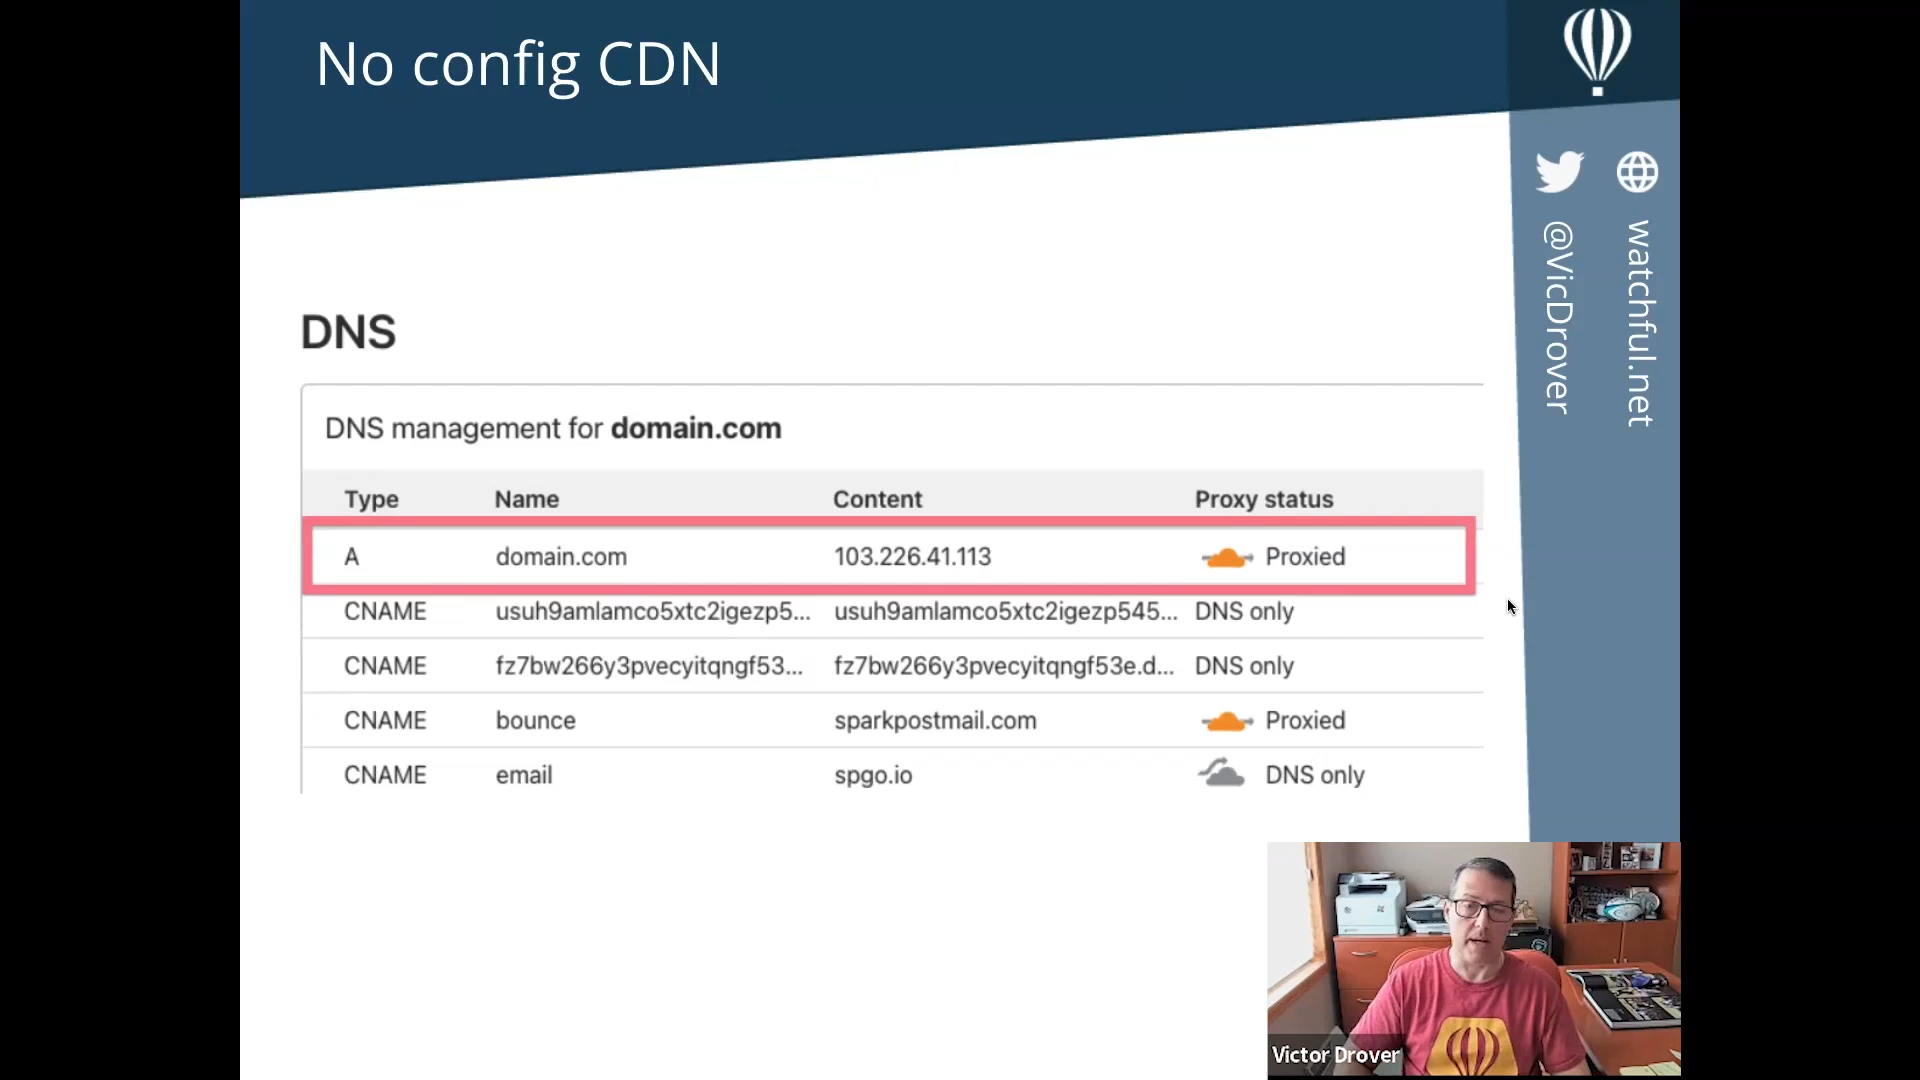 No config CDN
@VicDrover
watchful.net
DNS
DNS management for domain.com
Type Name Content Proxy status
A domain.com 103.226.41.113 Proxied
CNAME usuh9amlamco5xtc2igezp5... usuh9amlamco5xtc2igezp545... DNS only
CNAME fz7bw266y3pvecyitqngf53... fz7bw266y3pvecyitqngf53e.d... DNS only
CNAME bounce sparkpostmail.com Proxied
CNAME email spgo.io DNS only
Victor Drover